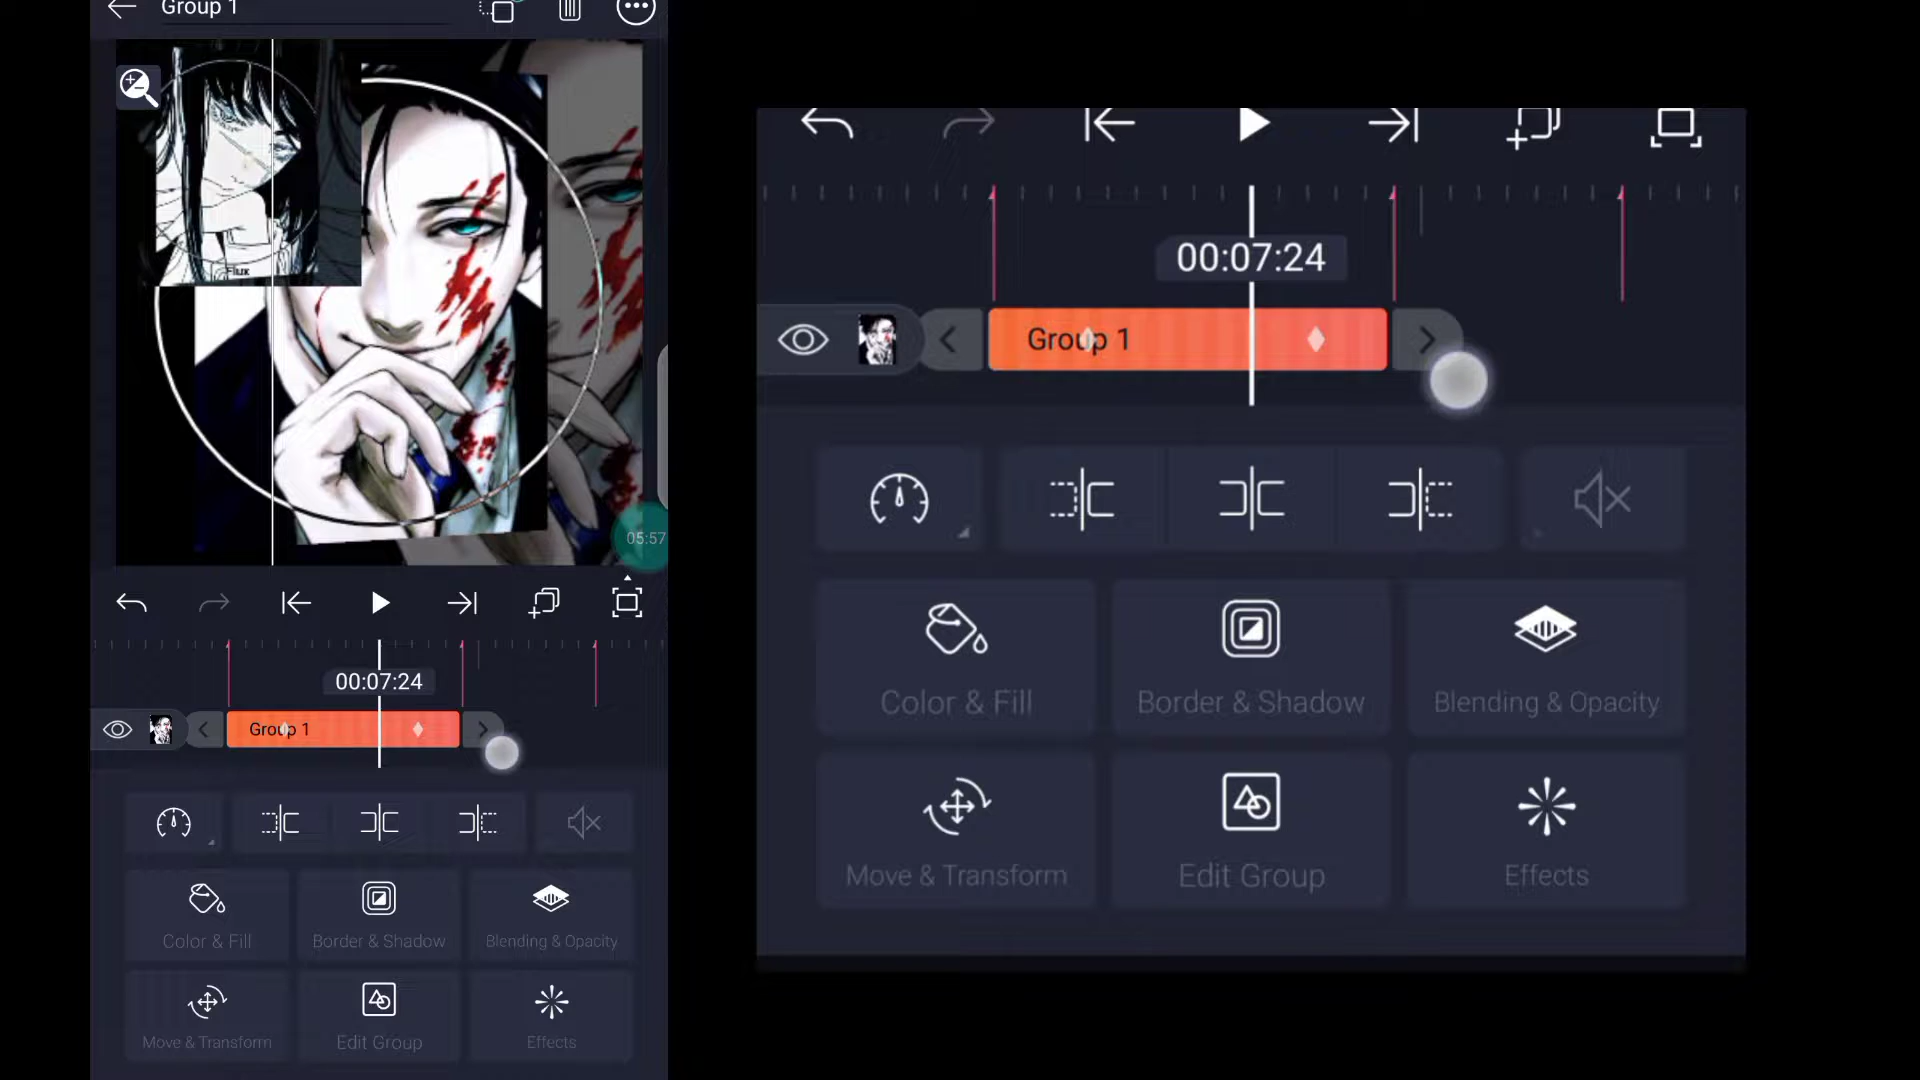 Group 1
Flux
05:57
00:07:24
Group 1
Color & Fill
Border & Shadow
Blending & Opacity
Move & Transform
Edit Group
Effects
00:07:24
Group 1
Color & Fill
Border & Shadow
Blending & Opacity
Move & Transform
Edit Group
Effects